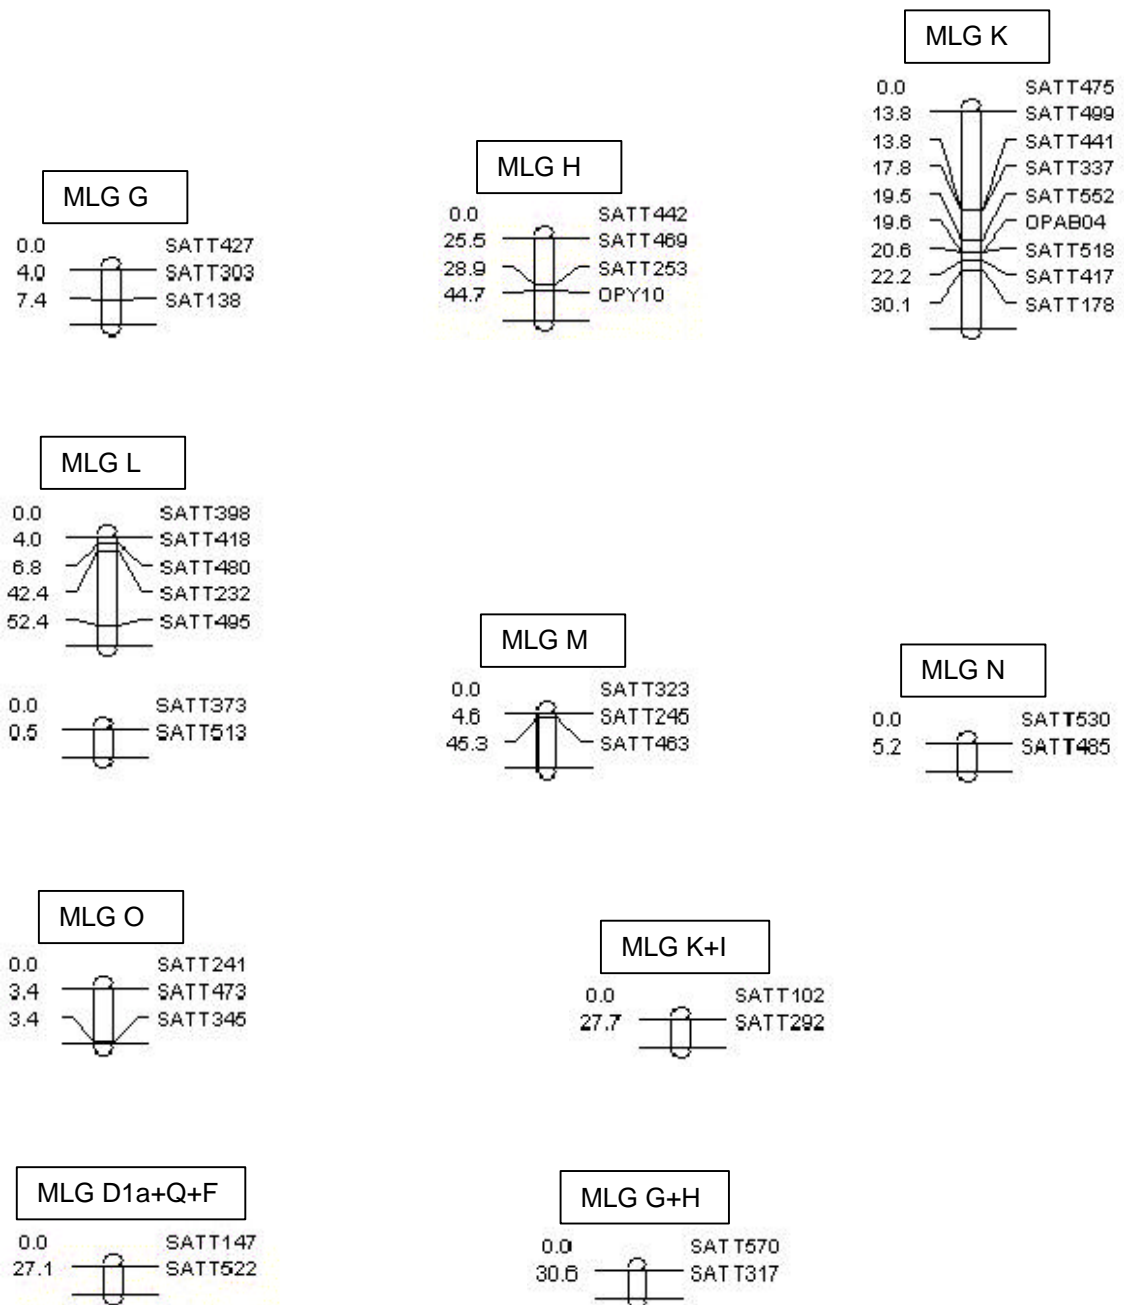 MLG K
0.0 SATT475
13.8 SATT499
13.8 SATT441
17.8 SATT337
19.5 SATT552
19.6 OPAB04
20.6 SATT518
22.2 SATT417
30.1 SATT178
MLG G
0.0 SATT427
4.0 SATT303
7.4 SAT138
MLG H
0.0 SATT442
25.5 SATT469
28.9 SATT253
44.7 OPY10
MLG L
0.0 SATT398
4.0 SATT418
6.8 SATT480
42.4 SATT232
52.4 SATT495
0.0 SATT373
0.5 SATT513
MLG M
0.0 SATT323
4.6 SATT245
45.3 SATT463
MLG N
0.0 SATT530
5.2 SATT485
MLG O
0.0 SATT241
3.4 SATT473
3.4 SATT345
MLG K+I
0.0 SATT102
27.7 SATT292
MLG D1a+Q+F
0.0 SATT147
27.1 SATT522
MLG G+H
0.0 SATT570
30.6 SATT317